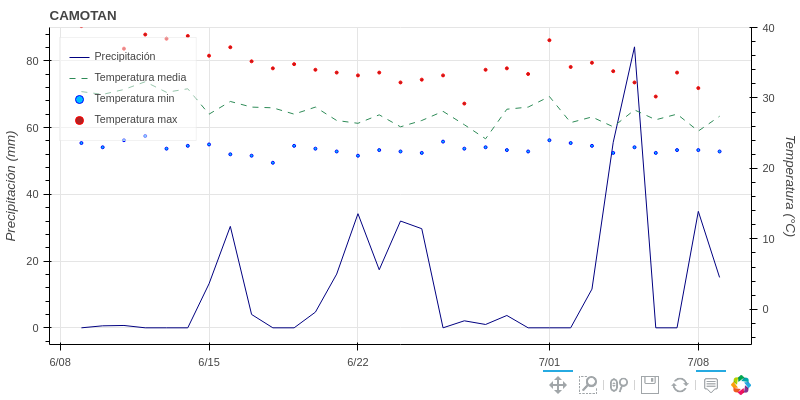 CAMOTAN
Precipitación
Temperatura media
Temperatura min
Temperatura max
Precipitación (mm)
80
60
40
20
0
Temperatura (°C)
40
30
20
10
0
6/08 6/15 6/22 7/01 7/08